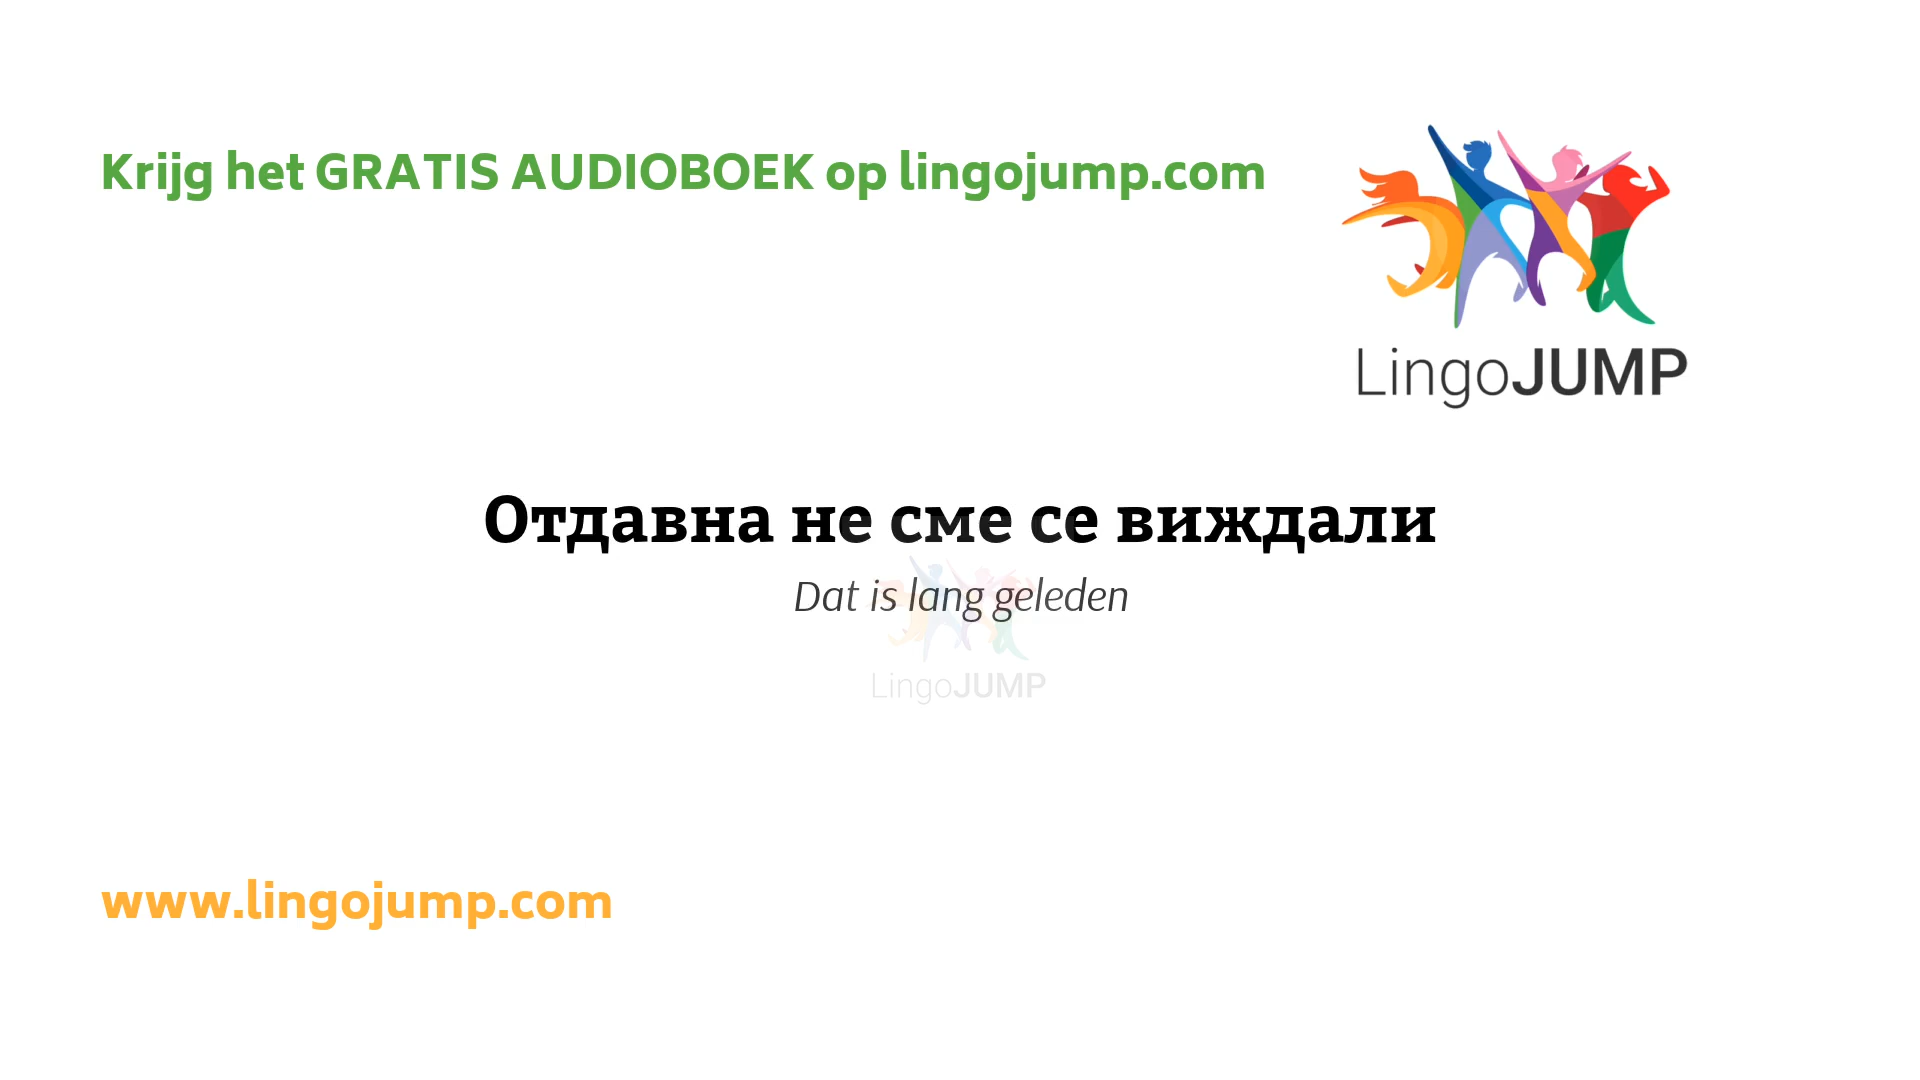 Krijg het GRATIS AUDIOBOEK op lingojump.com
LingoJUMP
Отдавна не сме се виждали
Dat is lang geleden
LingoJUMP
www.lingojump.com